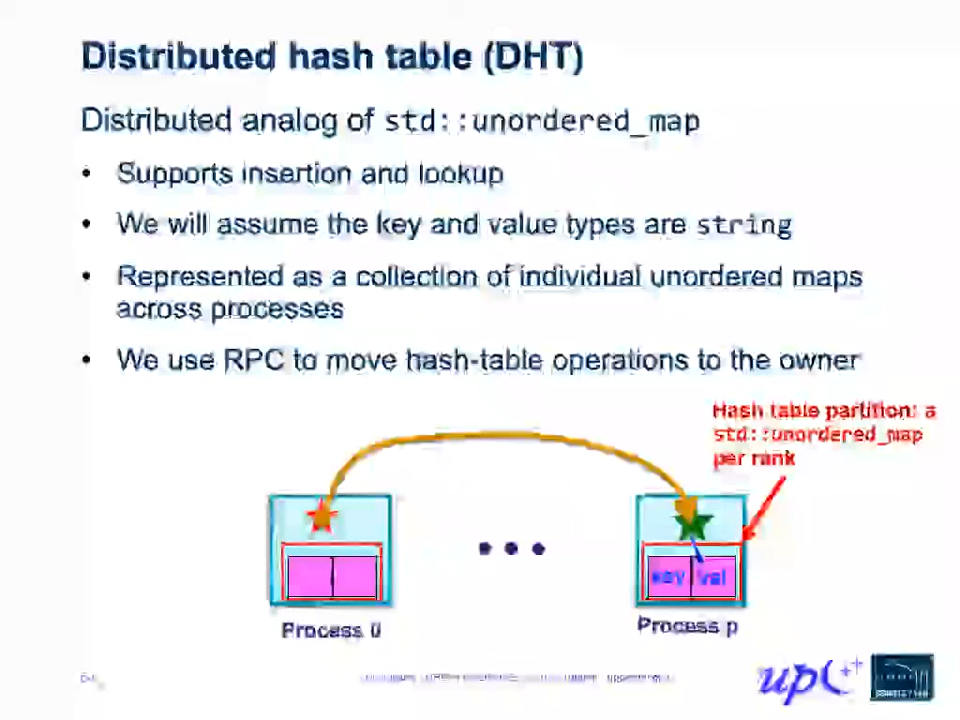 Distributed hash table (DHT)
Distributed analog of std::unordered_map
• Supports insertion and lookup
• We will assume the key and value types are string
• Represented as a collection of individual unordered maps
across processes
• We use RPC to move hash-table operations to the owner
Hash table partition: a
std::unordered_map
per rank
key val
Process 0
Process p
upc++